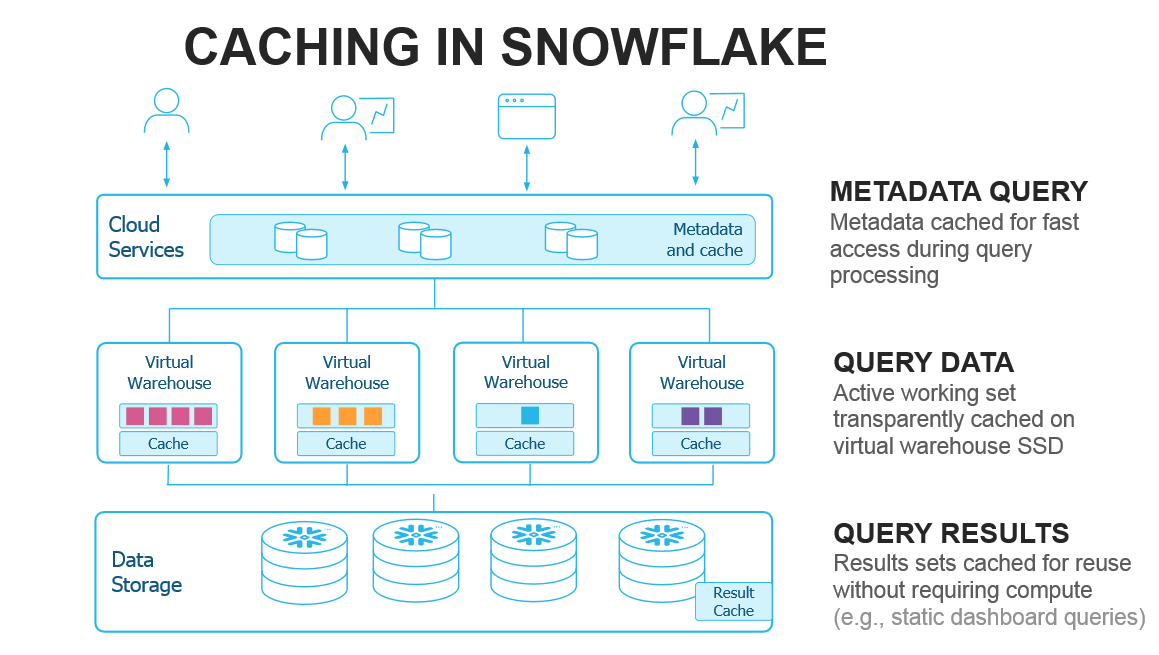 CACHING IN SNOWFLAKE
Cloud
Services
Metadata
and cache
METADATA QUERY
Metadata cached for fast
access during query
processing
Virtual
Warehouse
Cache
Virtual
Warehouse
Cache
Virtual
Warehouse
Cache
Virtual
Warehouse
Cache
QUERY DATA
Active working set
transparently cached on
virtual warehouse SSD
Data
Storage
Result
Cache
QUERY RESULTS
Results sets cached for reuse
without requiring compute
(e.g., static dashboard queries)